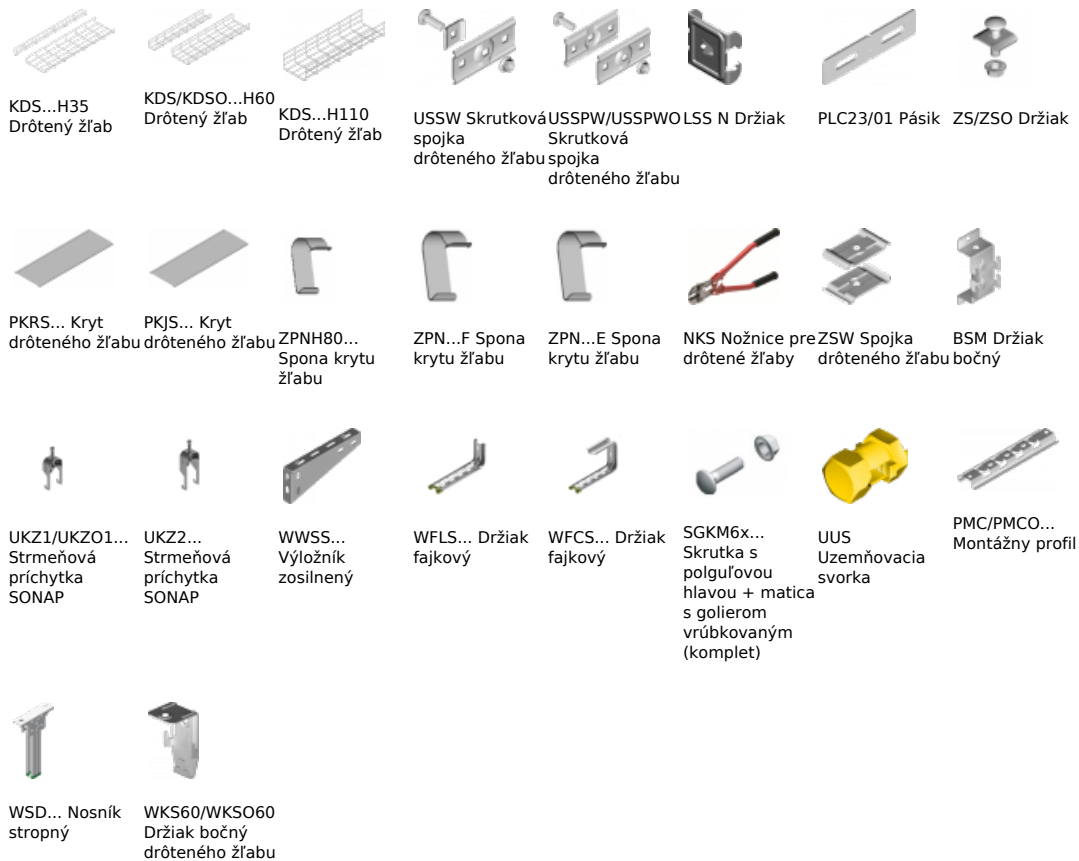 KDS...H35
Drôtený žľab
KDS/KDSO...H60
Drôtený žľab
KDS...H110
Drôtený žľab
USSW Skrutková
spojka
drôteného žľabu
USSPW/USSPWO
Skrutková
spojka
drôteného žľabu
LSS N Držiak
PLC23/01 Pásik
ZS/ZSO Držiak
PKRS... Kryt
drôteného žľabu
PKJS... Kryt
drôteného žľabu
ZPNH80...
Spona krytu
žľabu
ZPN...F Spona
krytu žľabu
ZPN...E Spona
krytu žľabu
NKS Nožnice pre
drôtené žľaby
ZSW Spojka
drôteného žľabu
BSM Držiak
bočný
UKZ1/UKZO1...
Strmeňová
príchytka
SONAP
UKZ2...
Strmeňová
príchytka
SONAP
WWSS...
Výložník
zosilnený
WFLS... Držiak
fajkový
WFCS... Držiak
fajkový
SGKM6x...
Skrutka s
polguľovou
hlavou + matica
s golierom
vrúbkovaným
(komplet)
UUS
Uzemňovacia
svorka
PMC/PMCO...
Montážny profil
WSD... Nosník
stropný
WKS60/WKSO60
Držiak bočný
drôteného žľabu